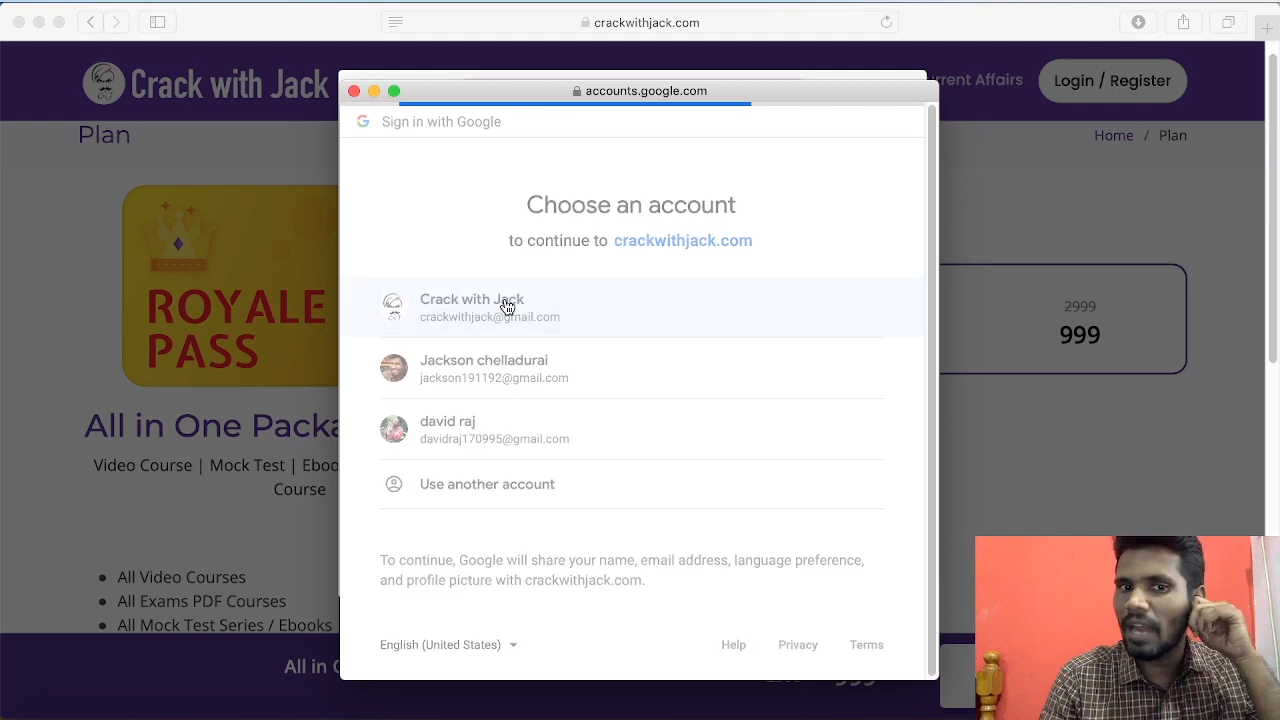 crackwithjack.com
Crack with Jack
rrent Affairs
Login / Register
accounts.google.com
Sign in with Google
Plan
Home / Plan
Choose an account
to continue to crackwithjack.com
ROYALE
PASS
Crack with Jack
crackwithjack@gmail.com
2999
999
Jackson chelladurai
jackson191192@gmail.com
All in One Packa
david raj
davidraj170995@gmail.com
Video Course | Mock Test | Eboo
Course
Use another account
To continue, Google will share your name, email address, language preference,
and profile picture with crackwithjack.com.
All Video Courses
All Exams PDF Courses
All Mock Test Series / Ebooks
English (United States)
Help Privacy Terms
All in O